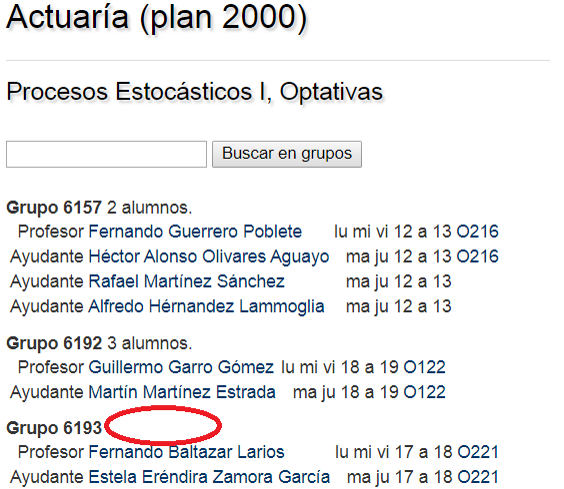 Actuaría (plan 2000)
Procesos Estocásticos I, Optativas
Buscar en grupos
Grupo 6157 2 alumnos.
Profesor Fernando Guerrero Poblete lu mi vi 12 a 13 O216
Ayudante Héctor Alonso Olivares Aguayo ma ju 12 a 13 O216
Ayudante Rafael Martínez Sánchez ma ju 12 a 13
Ayudante Alfredo Hérnandez Lammoglia ma ju 12 a 13
Grupo 6192 3 alumnos.
Profesor Guillermo Garro Gómez lu mi vi 18 a 19 O122
Ayudante Martín Martínez Estrada ma ju 18 a 19 O122
Grupo 6193
Profesor Fernando Baltazar Larios lu mi vi 17 a 18 O221
Ayudante Estela Eréndira Zamora García ma ju 17 a 18 O221